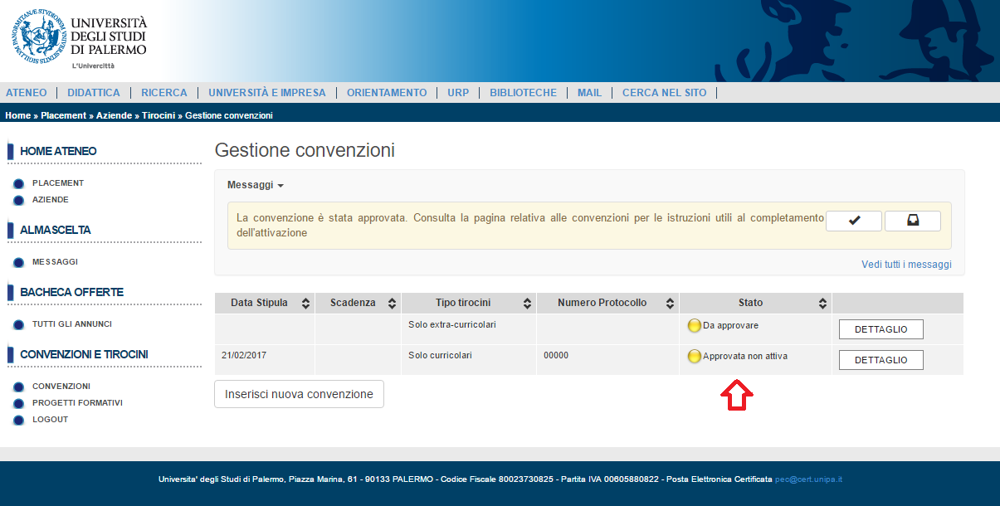 UNIVERSITÀ
DEGLI STUDI
DI PALERMO
L'Univercittà
ATENEO DIDATTICA RICERCA UNIVERSITÀ E IMPRESA ORIENTAMENTO URP BIBLIOTECHE MAIL CERCA NEL SITO
Home » Placement » Aziende » Tirocini » Gestione convenzioni
HOME ATENEO
PLACEMENT
AZIENDE
ALMASCELTA
MESSAGGI
BACHECA OFFERTE
TUTTI GLI ANNUNCI
CONVENZIONI E TIROCINI
CONVENZIONI
PROGETTI FORMATIVI
LOGOUT
Gestione convenzioni
Messaggi
La convenzione è stata approvata. Consulta la pagina relativa alle convenzioni per le istruzioni utili al completamento
dell'attivazione
Vedi tutti i messaggi
Data Stipula Scadenza Tipo tirocini Numero Protocollo Stato
Solo extra-curricolari Da approvare DETTAGLIO
21/02/2017 Solo curricolari 00000 Approvata non attiva DETTAGLIO
Inserisci nuova convenzione
Universita' degli Studi di Palermo, Piazza Marina, 61 - 90133 PALERMO - Codice Fiscale 80023730825 - Partita IVA 00605880822 - Posta Elettronica Certificata pec@cert.unipa.it